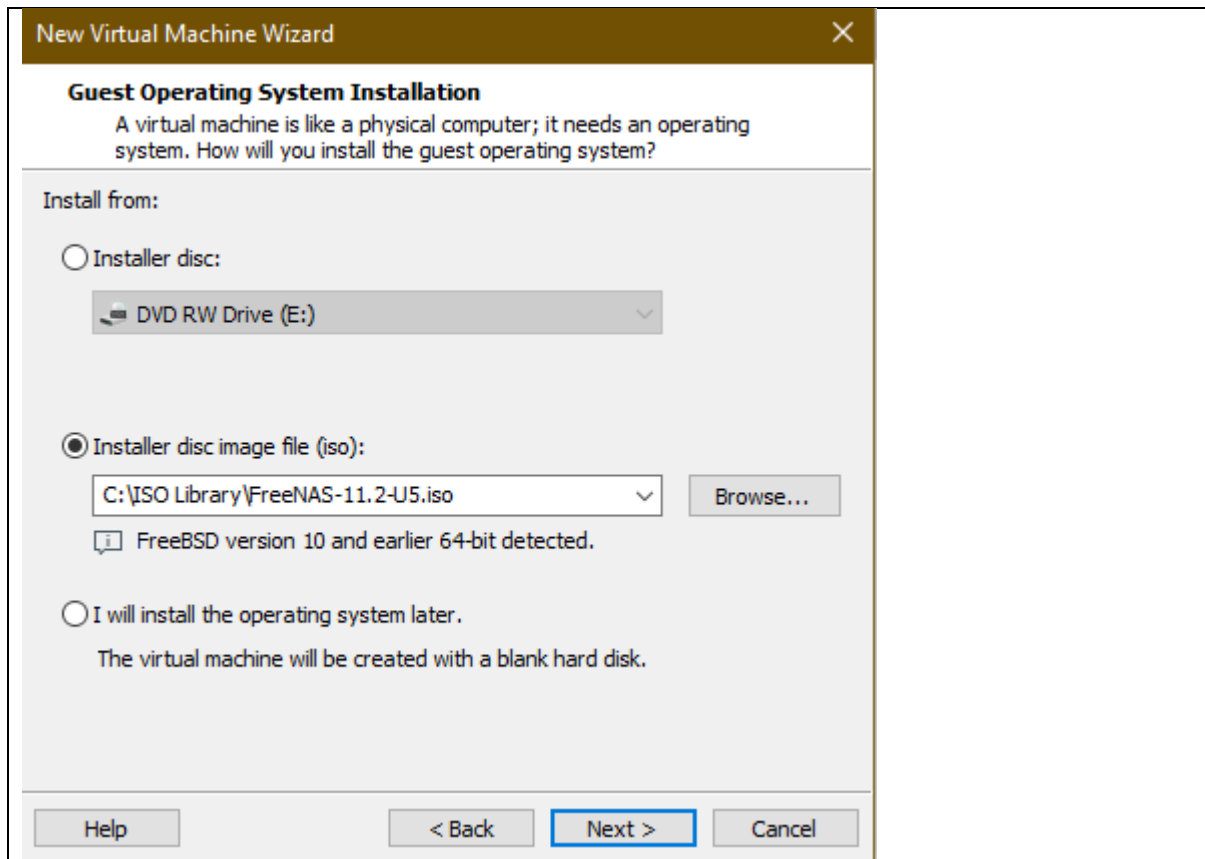 New Virtual Machine Wizard
Guest Operating System Installation
A virtual machine is like a physical computer; it needs an operating
system. How will you install the guest operating system?
Install from:
Installer disc:
DVD RW Drive (E:)
Installer disc image file (iso):
C:\ISO Library\FreeNAS-11.2-U5.iso
Browse...
FreeBSD version 10 and earlier 64-bit detected.
I will install the operating system later.
The virtual machine will be created with a blank hard disk.
Help
< Back
Next >
Cancel